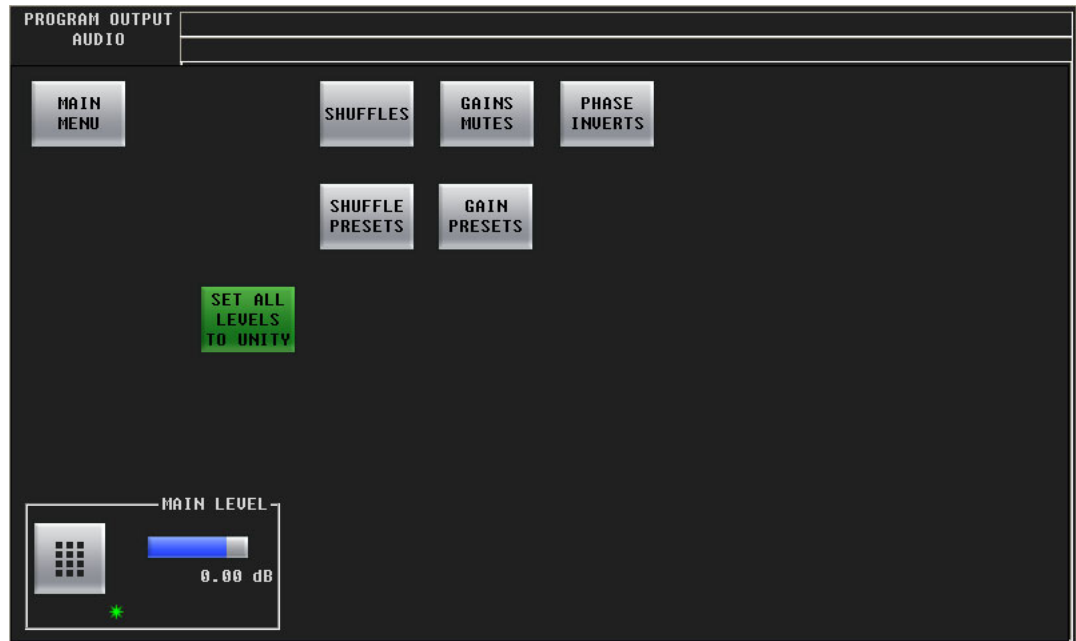 PROGRAM OUTPUT
AUDIO
MAIN
MENU
SHUFFLES
GAINS
MUTES
PHASE
INVERTS
SHUFFLE
PRESETS
GAIN
PRESETS
SET ALL
LEVELS
TO UNITY
MAIN LEVEL
0.00 dB